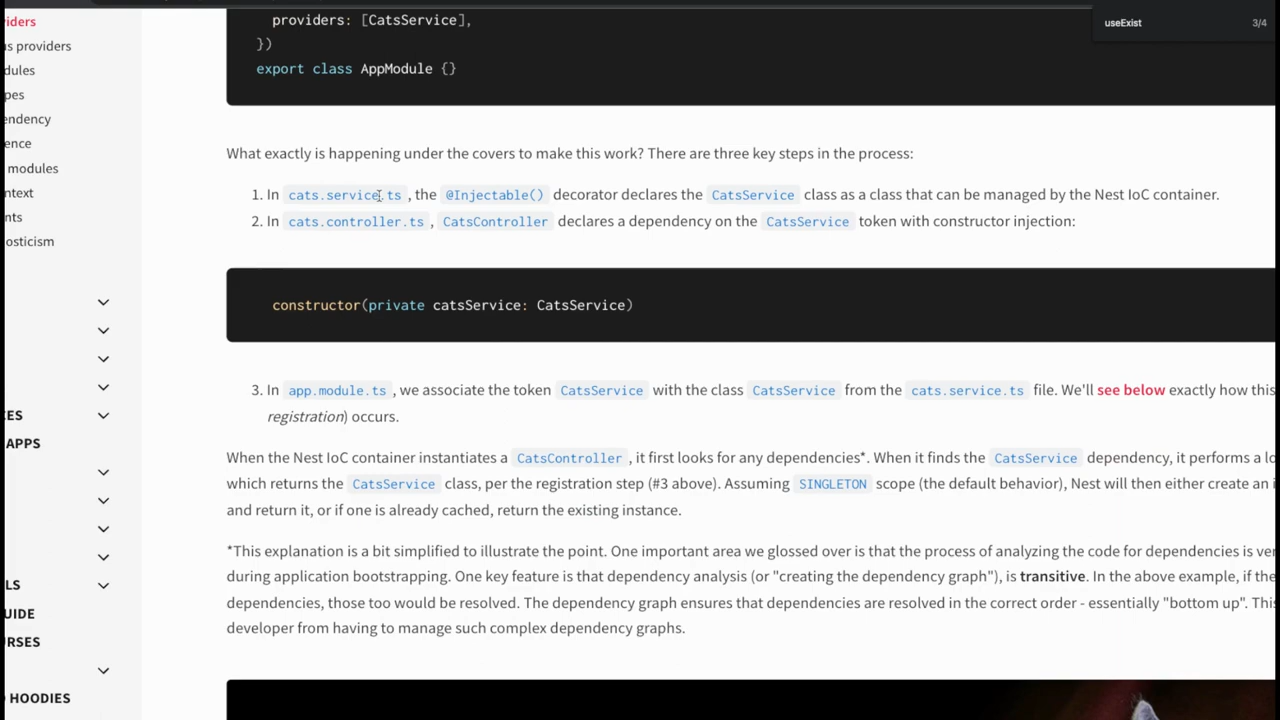 providers: [CatsService],
})
export class AppModule {}
useExist 3/4
riders
s providers
dules
pes
endency
ence
modules
ntext
nts
osticism
CES
APPS
LS
UIDE
URSES
HOODIES
What exactly is happening under the covers to make this work? There are three key steps in the process:
1. In cats.service.ts , the @Injectable() decorator declares the CatsService class as a class that can be managed by the Nest IoC container.
2. In cats.controller.ts , CatsController declares a dependency on the CatsService token with constructor injection:
constructor(private catsService: CatsService)
3. In app.module.ts , we associate the token CatsService with the class CatsService from the cats.service.ts file. We'll see below exactly how this
registration) occurs.
When the Nest IoC container instantiates a CatsController , it first looks for any dependencies*. When it finds the CatsService dependency, it performs a lo
which returns the CatsService class, per the registration step (#3 above). Assuming SINGLETON scope (the default behavior), Nest will then either create an i
and return it, or if one is already cached, return the existing instance.
*This explanation is a bit simplified to illustrate the point. One important area we glossed over is that the process of analyzing the code for dependencies is ver
during application bootstrapping. One key feature is that dependency analysis (or "creating the dependency graph"), is transitive. In the above example, if the
dependencies, those too would be resolved. The dependency graph ensures that dependencies are resolved in the correct order - essentially "bottom up". This
developer from having to manage such complex dependency graphs.